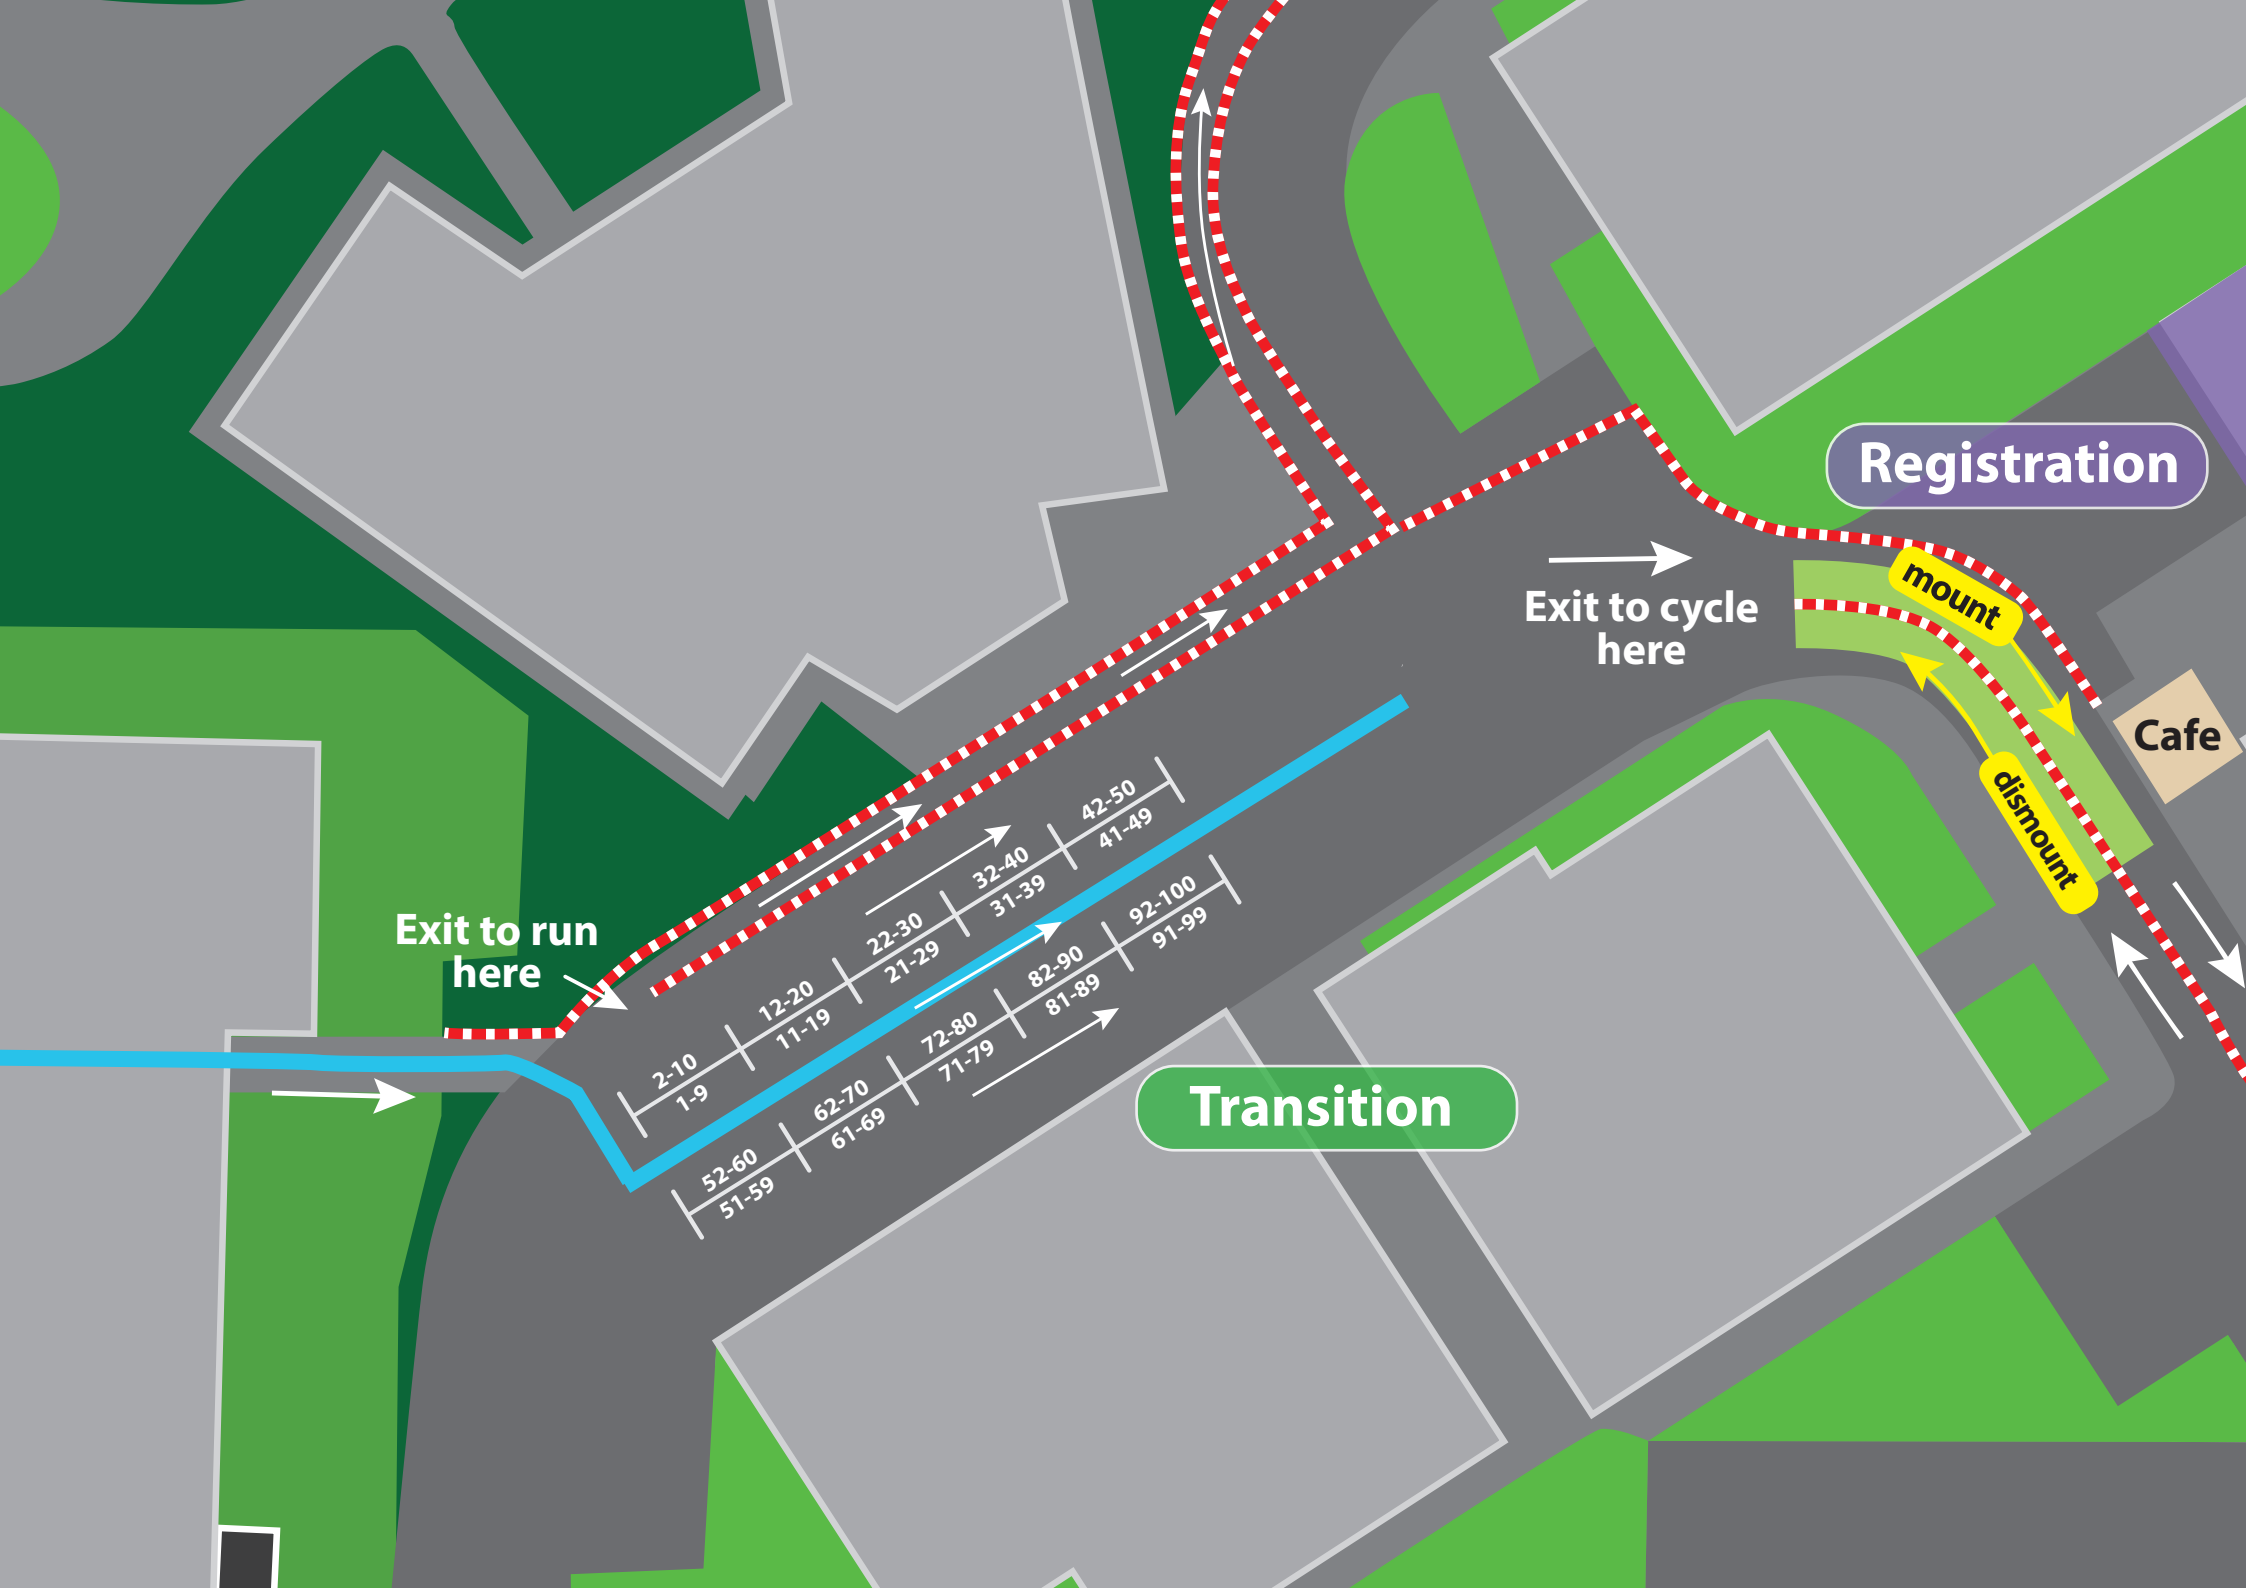 Registration
mount
Exit to cycle
here
Cafe
dismount
42-50
41-49
32-40
31-39
22-30
21-29
12-20
11-19
2-10
1-9
92-100
91-99
82-90
81-89
72-80
71-79
62-70
61-69
52-60
51-59
Exit to run
here
Transition